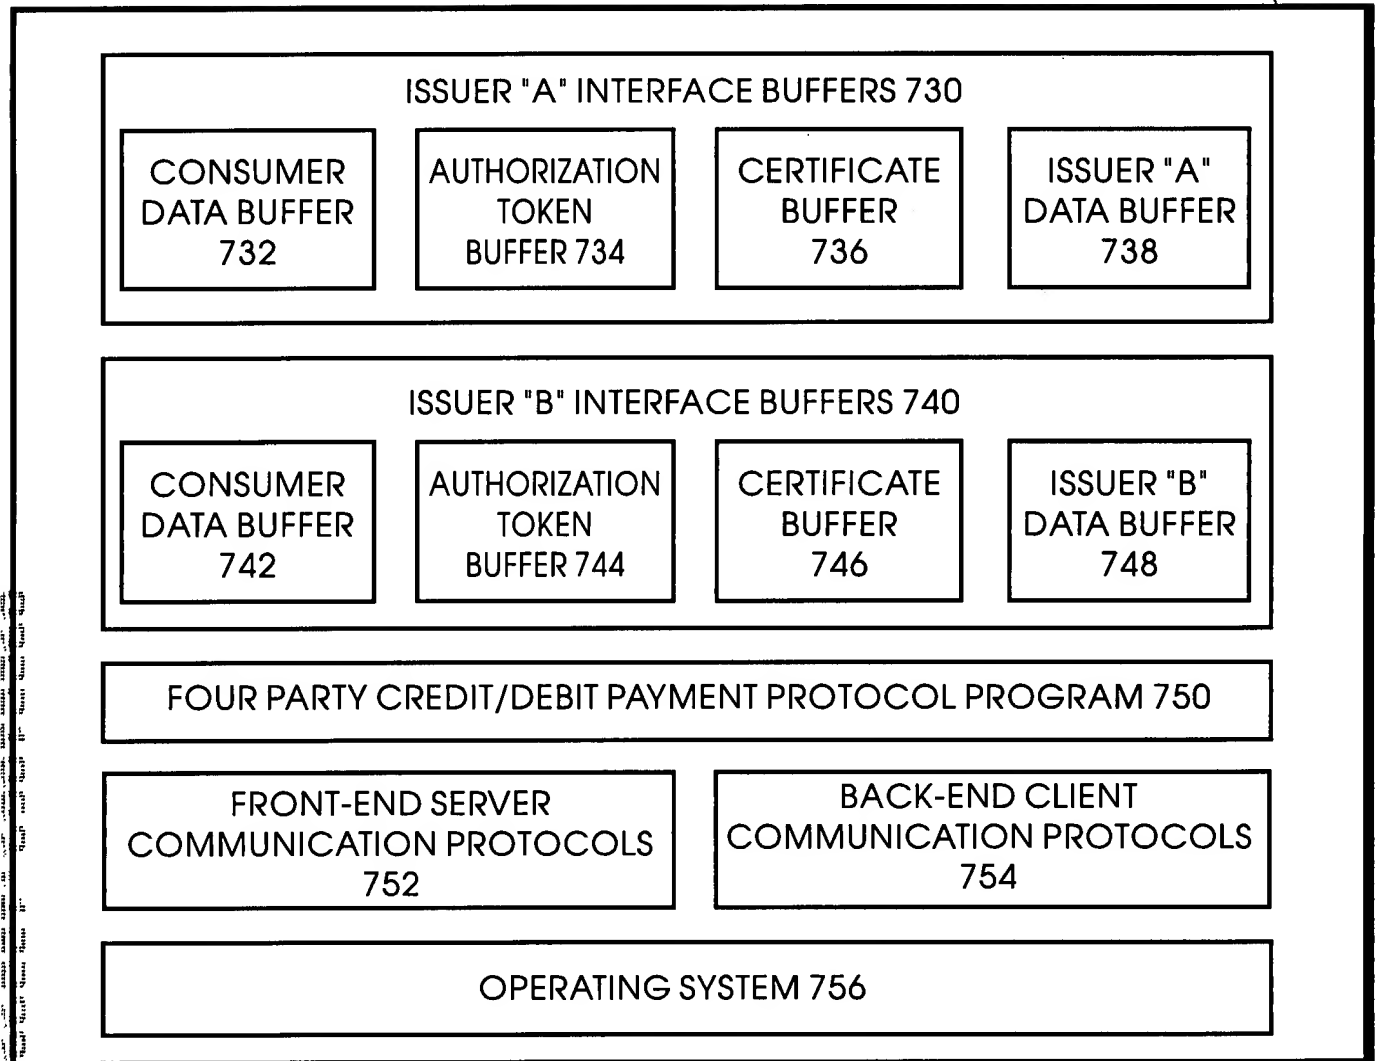 ISSUER "A" INTERFACE BUFFERS 730
CONSUMER
DATA BUFFER
732
AUTHORIZATION
TOKEN
BUFFER 734
CERTIFICATE
BUFFER
736
ISSUER "A"
DATA BUFFER
738
ISSUER "B" INTERFACE BUFFERS 740
CONSUMER
DATA BUFFER
742
AUTHORIZATION
TOKEN
BUFFER 744
CERTIFICATE
BUFFER
746
ISSUER "B"
DATA BUFFER
748
FOUR PARTY CREDIT/DEBIT PAYMENT PROTOCOL PROGRAM 750
FRONT-END SERVER
COMMUNICATION PROTOCOLS
752
BACK-END CLIENT
COMMUNICATION PROTOCOLS
754
OPERATING SYSTEM 756